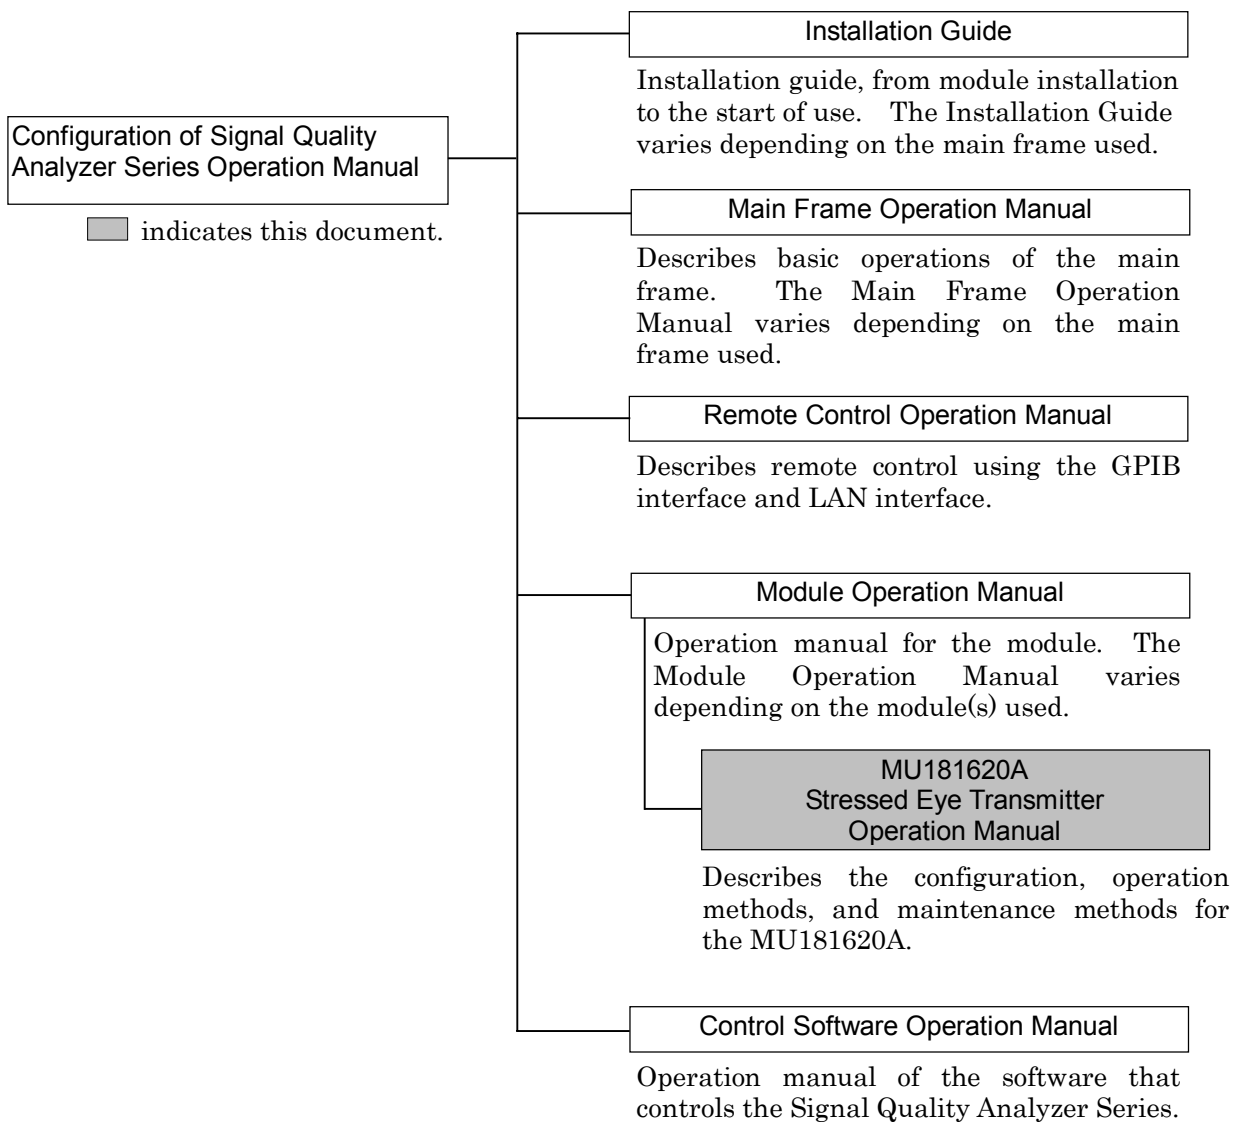 Installation Guide
Installation guide, from module installation
to the start of use. The Installation Guide
varies depending on the main frame used.
Configuration of Signal Quality
Analyzer Series Operation Manual
indicates this document.
Main Frame Operation Manual
Describes basic operations of the main
frame. The Main Frame Operation
Manual varies depending on the main
frame used.
Remote Control Operation Manual
Describes remote control using the GPIB
interface and LAN interface.
Module Operation Manual
Operation manual for the module. The
Module Operation Manual varies
depending on the module(s) used.
MU181620A
Stressed Eye Transmitter
Operation Manual
Describes the configuration, operation
methods, and maintenance methods for
the MU181620A.
Control Software Operation Manual
Operation manual of the software that
controls the Signal Quality Analyzer Series.